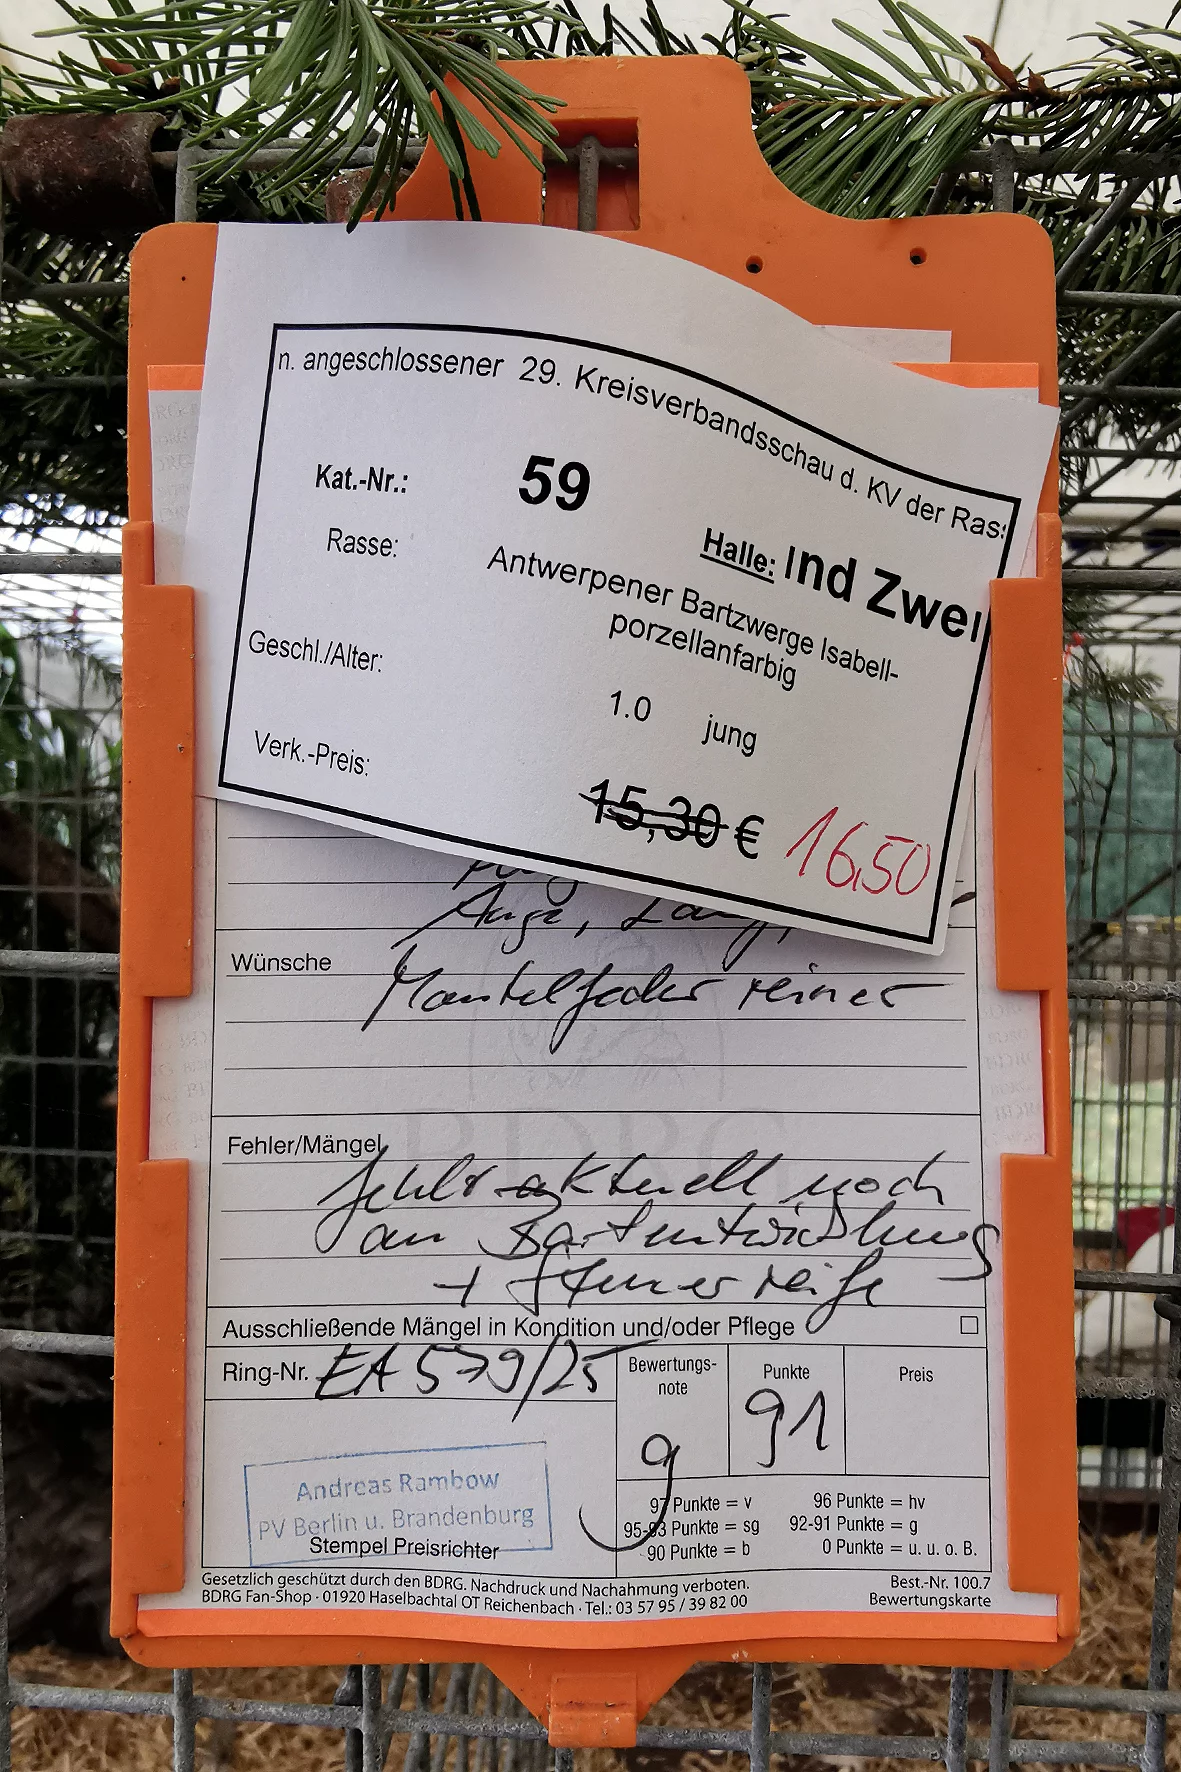 n. angeschlossener 29. Kreisverbandsschau d. KV der Rass
Kat.-Nr.: 59
Halle: Ind Zwei
Rasse: Antwerpener Bartzwerge Isabell-
porzellanfarbig
Geschl./Alter: 1.0 jung
Verk.-Preis: 15,30 € 16,50
Auge,
Wünsche
Mantelfeder reiner
Fehler/Mängel
fehlt aktuell noch
an Bartentwicklung
+ Steuerreife
Ausschließende Mängel in Kondition und/oder Pflege
Ring-Nr. EA 579/25
Bewertungs-
note
g
Punkte
91
Preis
Andreas Rambow
PV Berlin u. Brandenburg
Stempel Preisrichter
97 Punkte = v 96 Punkte = hv
95-93 Punkte = sg 92-91 Punkte = g
90 Punkte = b 0 Punkte = u. u. o. B.
Gesetzlich geschützt durch den BDRG. Nachdruck und Nachahmung verboten. Best.-Nr. 100.7
BDRG Fan-Shop · 01920 Haselbachtal OT Reichenbach · Tel.: 03 57 95 / 39 82 00 Bewertungskarte
BDRG